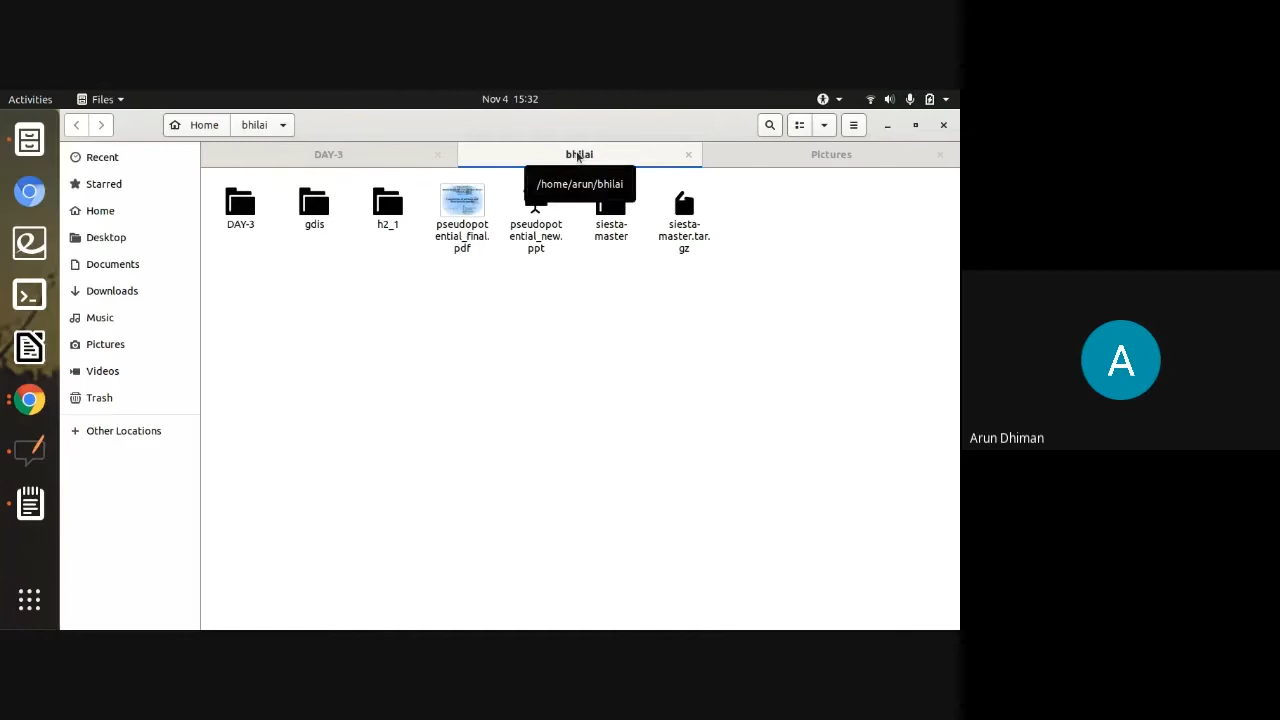 Activities
Files
Nov 4 15:32
Home
bhilai
Recent
Starred
Home
Desktop
Documents
Downloads
Music
Pictures
Videos
Trash
Other Locations
DAY-3
bhilai
Pictures
/home/arun/bhilai
DAY-3
gdis
h2_1
pseudopot
ential_final.
pdf
pseudopot
ential_new.
ppt
siesta-
master
siesta-
master.tar.
gz
A
Arun Dhiman